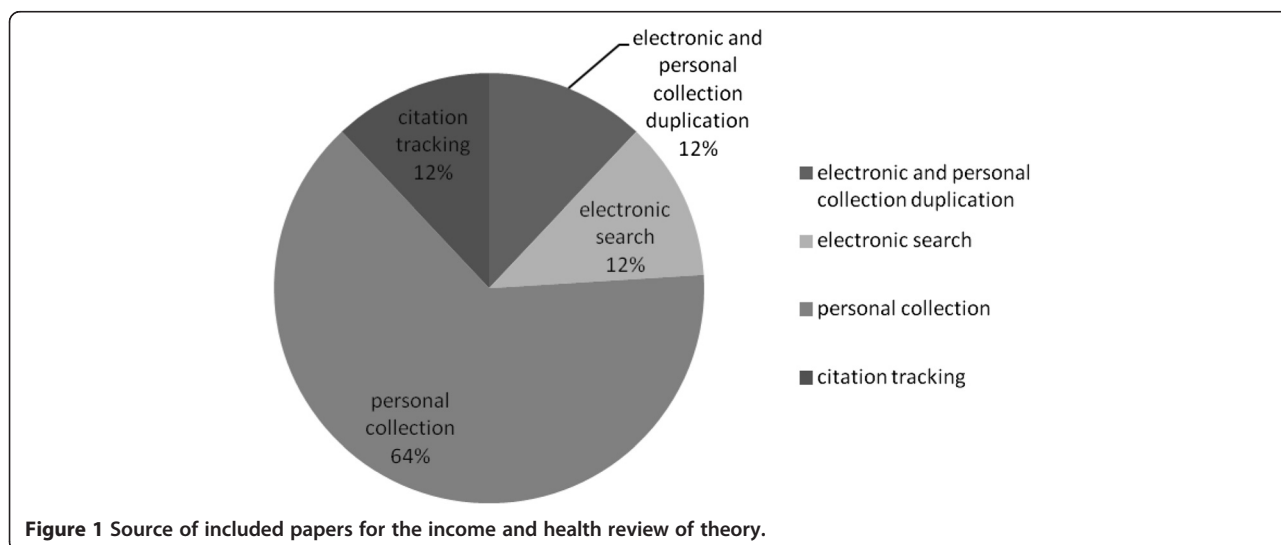 electronic and
personal
collection
duplication
12%
citation
tracking
12%
electronic
search
12%
personal
collection
64%
electronic and personal
collection duplication
electronic search
personal collection
citation tracking
Figure 1 Source of included papers for the income and health review of theory.